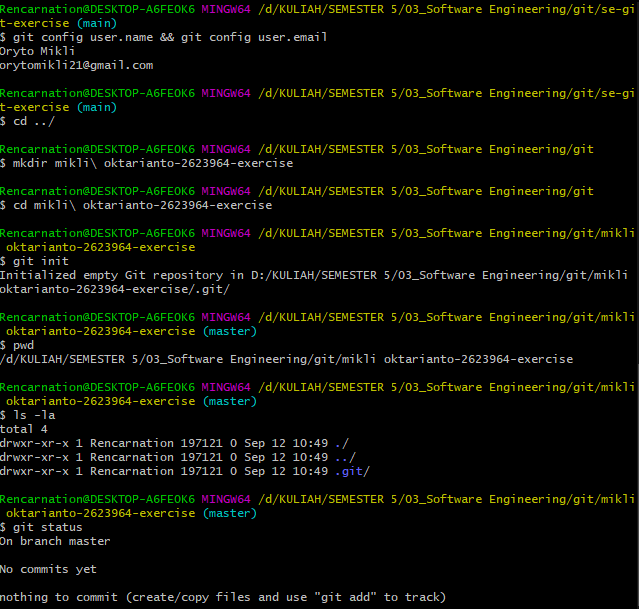 Rencarnation@DESKTOP-A6FEOK6 MINGW64 /d/KULIAH/SEMESTER 5/03_Software Engineering/git/se-gi
t-exercise (main)
$ git config user.name && git config user.email
Oryto Mikli
orytomikli21@gmail.com
Rencarnation@DESKTOP-A6FEOK6 MINGW64 /d/KULIAH/SEMESTER 5/03_Software Engineering/git/se-gi
t-exercise (main)
$ cd ../
Rencarnation@DESKTOP-A6FEOK6 MINGW64 /d/KULIAH/SEMESTER 5/03_Software Engineering/git
$ mkdir mikli\ oktarianto-2623964-exercise
Rencarnation@DESKTOP-A6FEOK6 MINGW64 /d/KULIAH/SEMESTER 5/03_Software Engineering/git
$ cd mikli\ oktarianto-2623964-exercise
Rencarnation@DESKTOP-A6FEOK6 MINGW64 /d/KULIAH/SEMESTER 5/03_Software Engineering/git/mikli
 oktarianto-2623964-exercise
$ git init
Initialized empty Git repository in D:/KULIAH/SEMESTER 5/03_Software Engineering/git/mikli
oktarianto-2623964-exercise/.git/
Rencarnation@DESKTOP-A6FEOK6 MINGW64 /d/KULIAH/SEMESTER 5/03_Software Engineering/git/mikli
 oktarianto-2623964-exercise (master)
$ pwd
/d/KULIAH/SEMESTER 5/03_Software Engineering/git/mikli oktarianto-2623964-exercise
Rencarnation@DESKTOP-A6FEOK6 MINGW64 /d/KULIAH/SEMESTER 5/03_Software Engineering/git/mikli
 oktarianto-2623964-exercise (master)
$ ls -la
total 4
drwxr-xr-x 1 Rencarnation 197121 0 Sep 12 10:49 ./
drwxr-xr-x 1 Rencarnation 197121 0 Sep 12 10:49 ../
drwxr-xr-x 1 Rencarnation 197121 0 Sep 12 10:49 .git/
Rencarnation@DESKTOP-A6FEOK6 MINGW64 /d/KULIAH/SEMESTER 5/03_Software Engineering/git/mikli
 oktarianto-2623964-exercise (master)
$ git status
On branch master
No commits yet
nothing to commit (create/copy files and use "git add" to track)